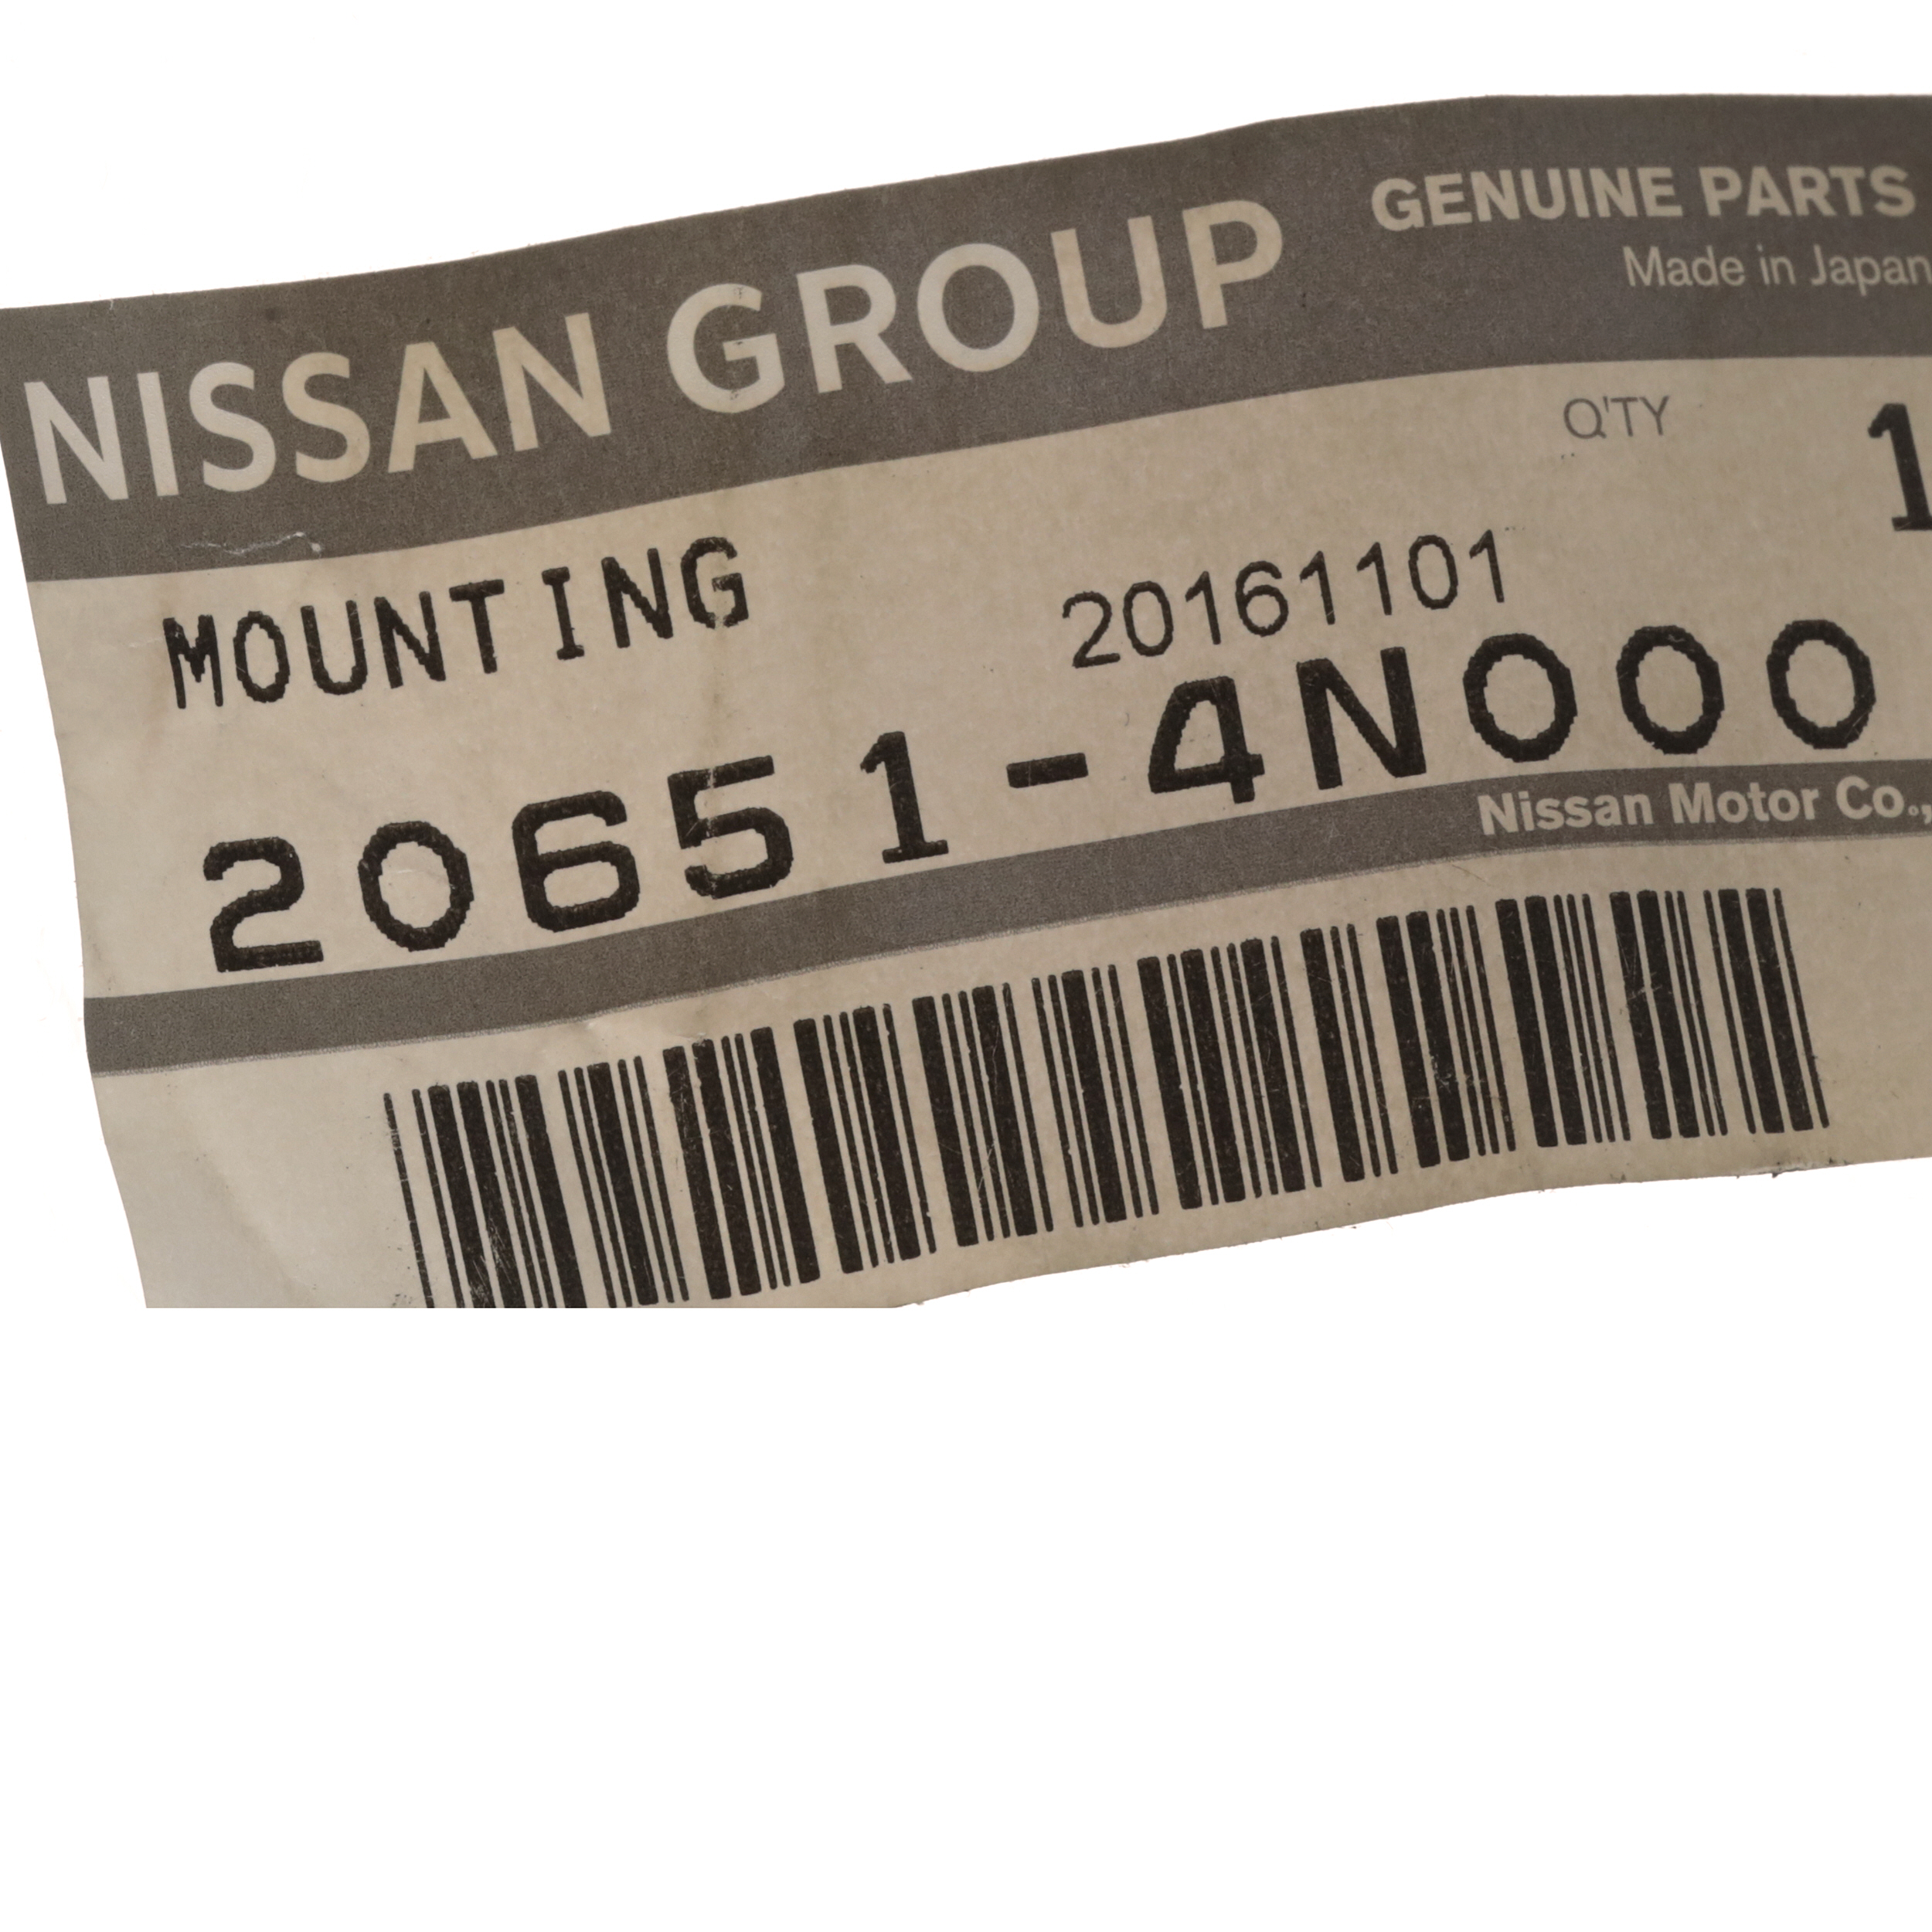 NISSAN GROUP
GENUINE PARTS
Made in Japan
Q'TY 1
MOUNTING
20161101
20651-4N000
Nissan Motor Co.,